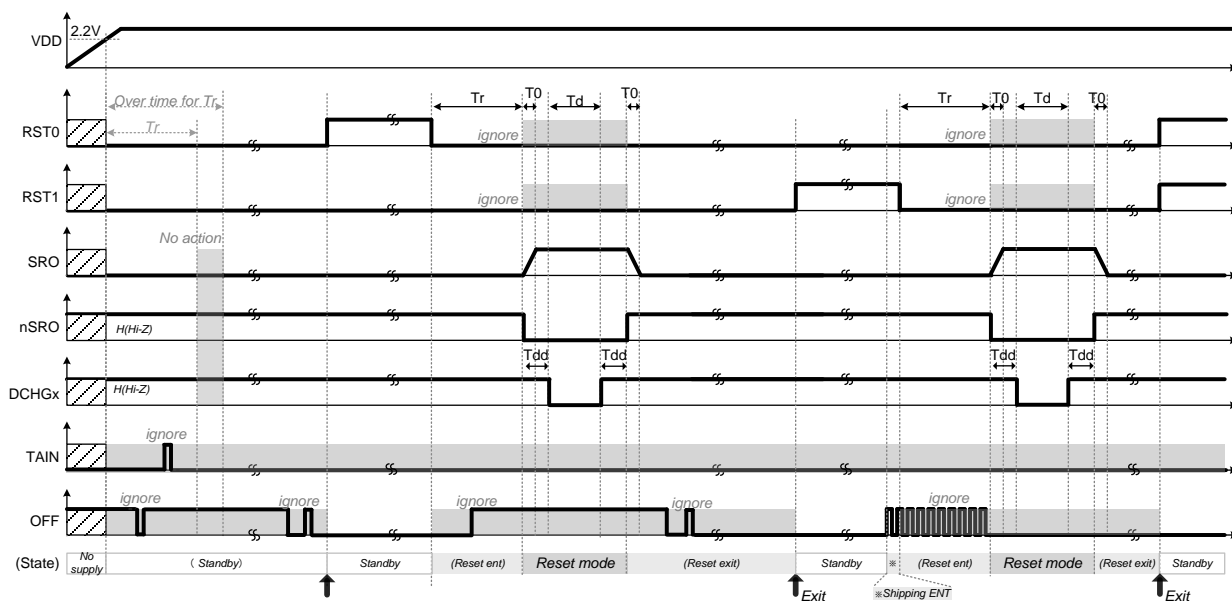 VDD
2.2V
Over time for Tr
Tr
Tr
T0
Td
T0
Tr
T0
Td
T0
RST0
ignore
ignore
RST1
ignore
ignore
No action
SRO
nSRO
H(Hi-Z)
Tdd
Tdd
Tdd
Tdd
DCHGx
H(Hi-Z)
ignore
TAIN
ignore
ignore
ignore
ignore
ignore
OFF
(State)
No supply
( Standby)
Standby
(Reset ent)
Reset mode
(Reset exit)
Standby
※
(Reset ent)
Reset mode
(Reset exit)
Standby
Exit
※Shipping ENT
Exit